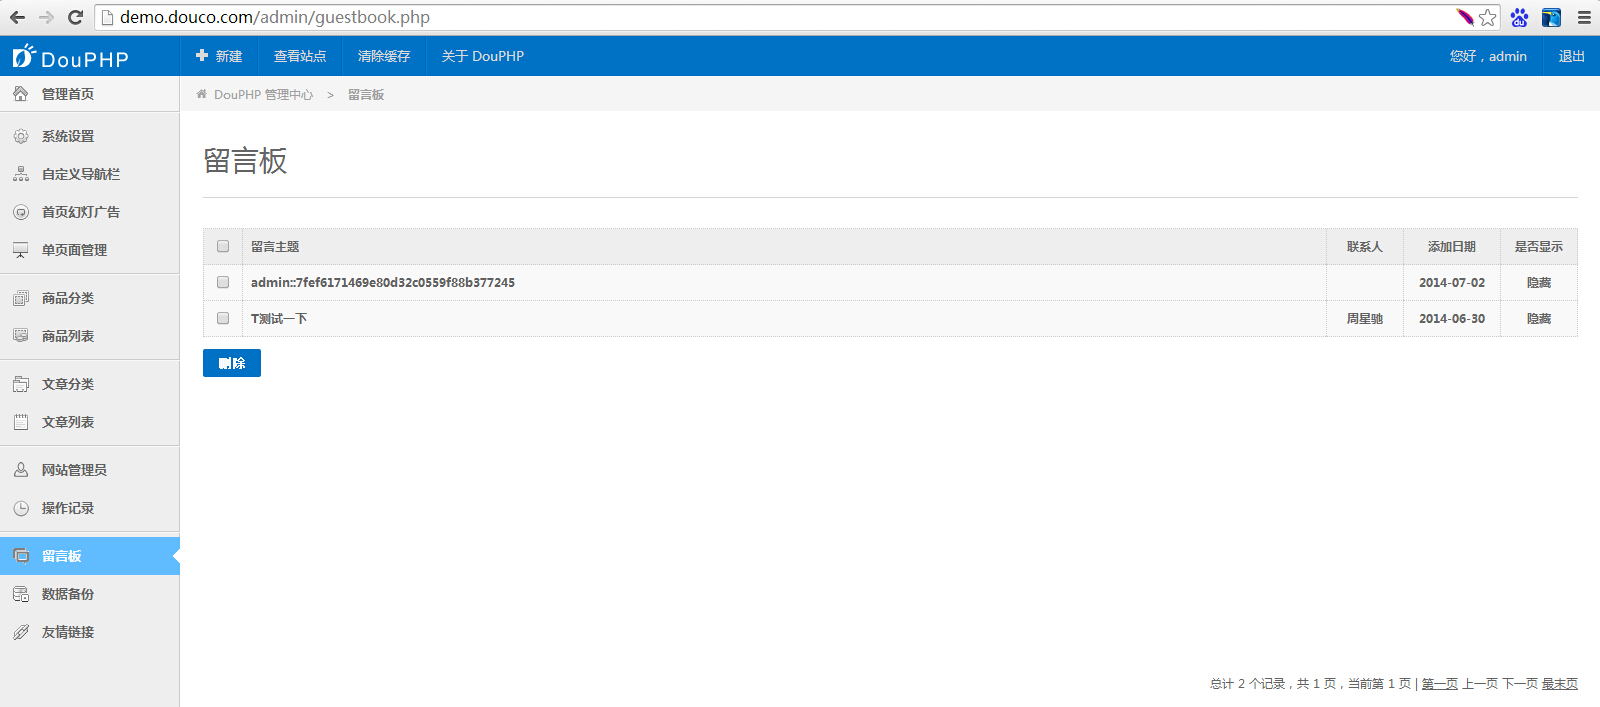 demo.douco.com/admin/guestbook.php
DouPHP
新建 查看站点 清除缓存 关于 DouPHP 您好，admin 退出
管理首页
系统设置
自定义导航栏
首页幻灯广告
单页面管理
商品分类
商品列表
文章分类
文章列表
网站管理员
操作记录
留言板
数据备份
友情链接
DouPHP 管理中心 > 留言板
留言板
留言主题 联系人 添加日期 是否显示
admin::7fef6171469e80d32c0559f88b377245 2014-07-02 隐藏
T测试一下 周星驰 2014-06-30 隐藏
删除
总计 2 个记录，共 1 页，当前第 1 页 | 第一页 上一页 下一页 最末页